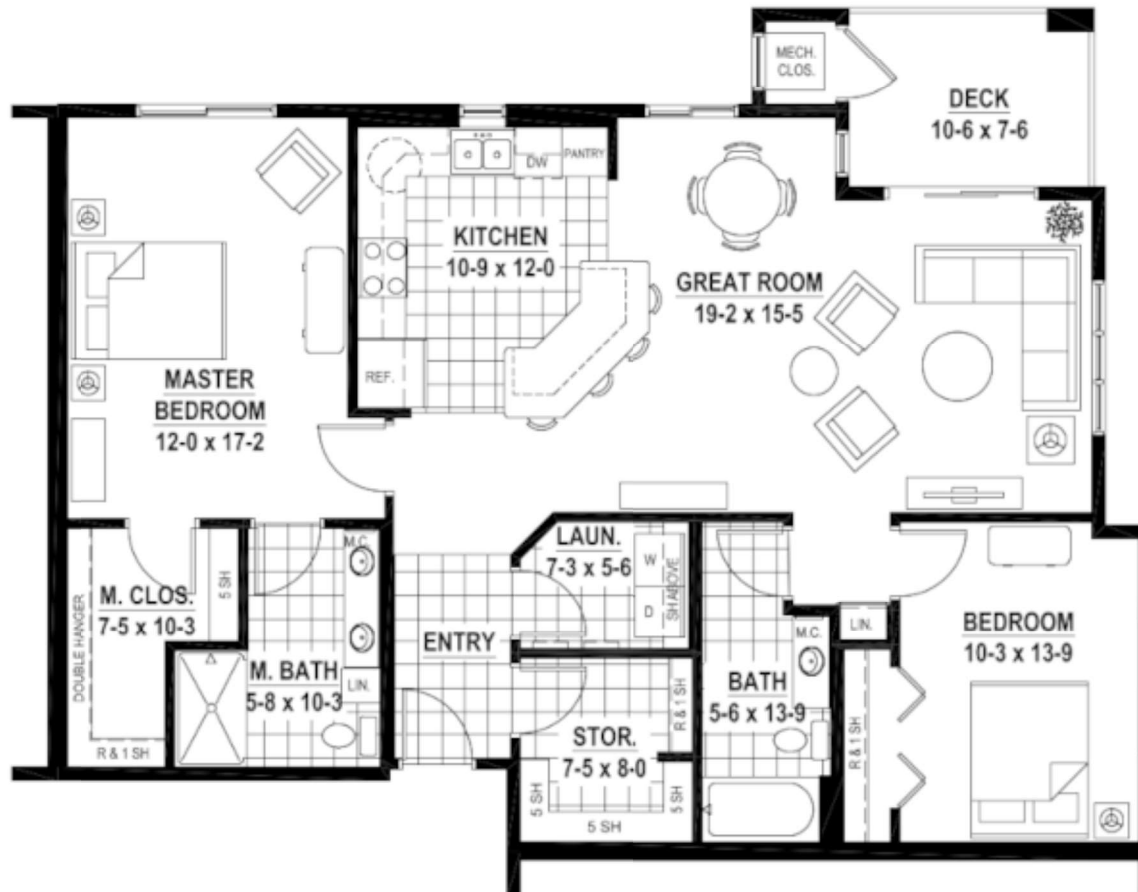 MECH.
CLOS.
DECK
10-6 x 7-6
DW
PANTRY
KITCHEN
10-9 x 12-0
GREAT ROOM
19-2 x 15-5
REF.
MASTER
BEDROOM
12-0 x 17-2
M. CLOS.
7-5 x 10-3
DOUBLE HANGER
5 SH
R & 1 SH
M.C.
M. BATH
5-8 x 10-3
LIN.
ENTRY
LAUN.
7-3 x 5-6
W
D
SH ABOVE
STOR.
7-5 x 8-0
R & 1 SH
5 SH
5 SH
5 SH
BATH
5-6 x 13-9
M.C.
LIN.
R & 1 SH
BEDROOM
10-3 x 13-9